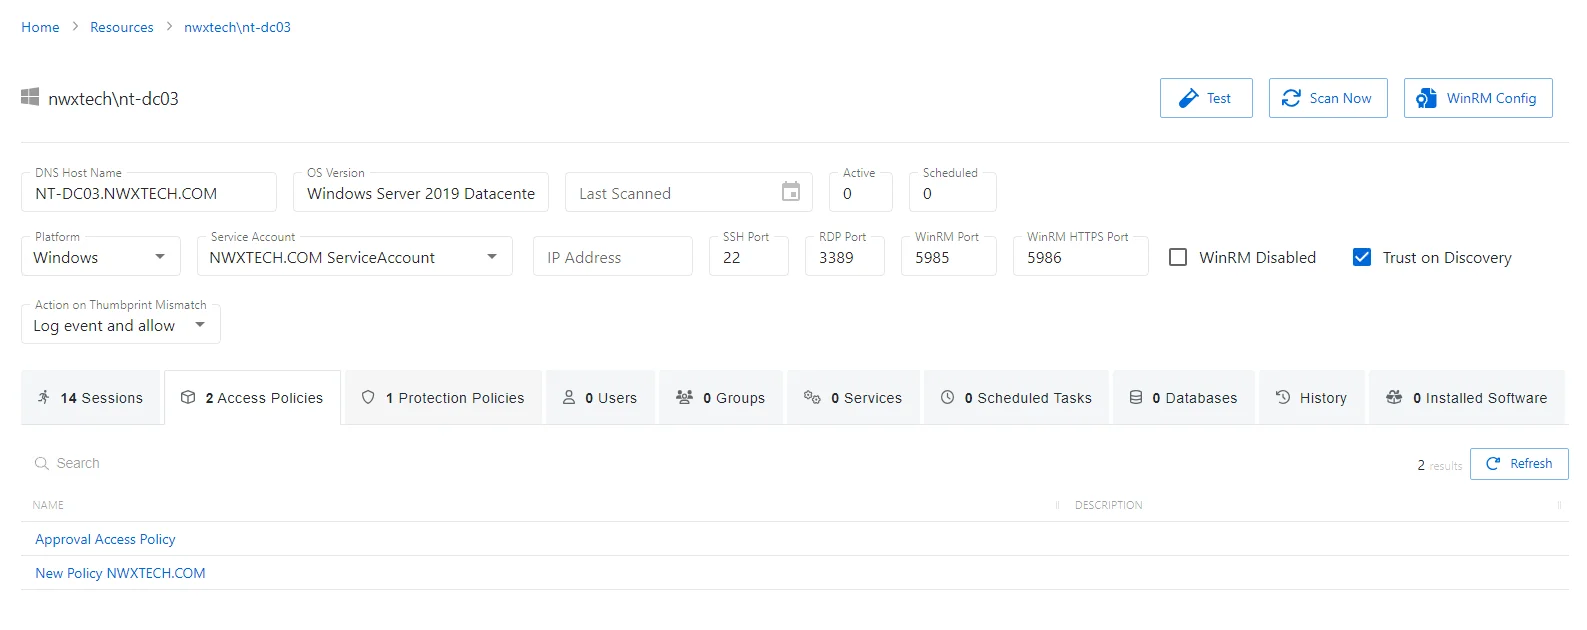 Home > Resources > nwxtech\nt-dc03
nwxtech\nt-dc03
Test
Scan Now
WinRM Config
DNS Host Name
NT-DC03.NWXTECH.COM
OS Version
Windows Server 2019 Datacente
Last Scanned
Active
0
Scheduled
0
Platform
Windows
Service Account
NWXTECH.COM ServiceAccount
IP Address
SSH Port
22
RDP Port
3389
WinRM Port
5985
WinRM HTTPS Port
5986
WinRM Disabled
Trust on Discovery
Action on Thumbprint Mismatch
Log event and allow
14 Sessions
2 Access Policies
1 Protection Policies
0 Users
0 Groups
0 Services
0 Scheduled Tasks
0 Databases
History
0 Installed Software
Search
2 results
Refresh
NAME
DESCRIPTION
Approval Access Policy
New Policy NWXTECH.COM